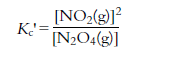 Kc' = [NO₂(g)]²
[N₂O₄(g)]